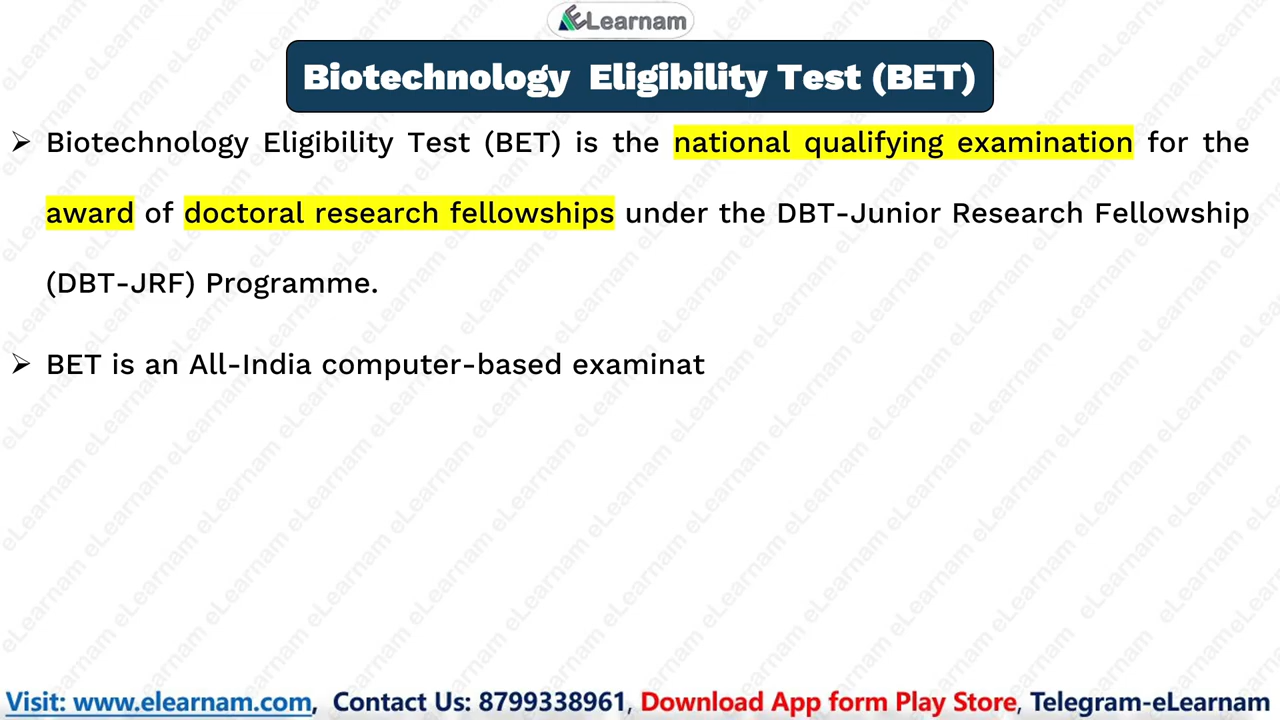 eLearnam
Biotechnology Eligibility Test (BET)
➢ Biotechnology Eligibility Test (BET) is the national qualifying examination for the
award of doctoral research fellowships under the DBT-Junior Research Fellowship
(DBT-JRF) Programme.
➢ BET is an All-India computer-based examinat
Visit: www.elearnam.com, Contact Us: 8799338961, Download App form Play Store, Telegram-eLearnam